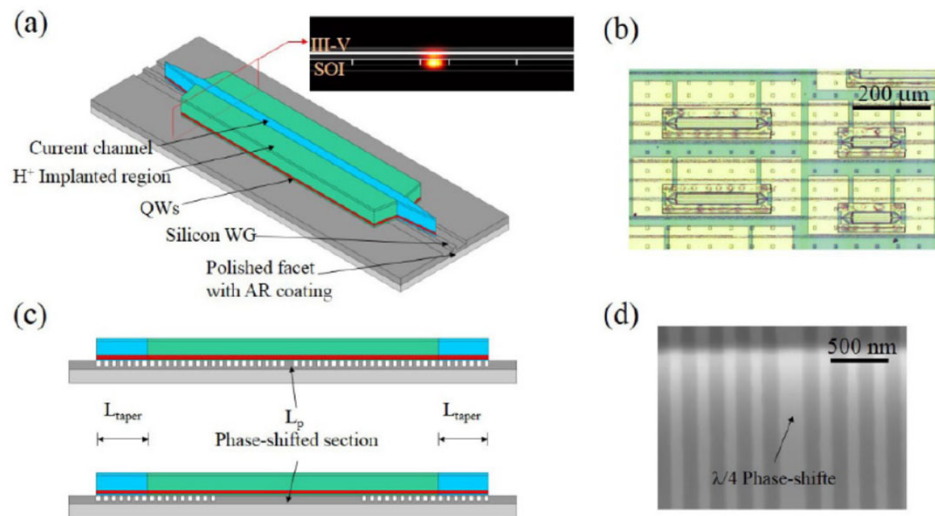 (a)
III-V
SOI
Current channel
H+ Implanted region
QWs
Silicon WG
Polished facet
with AR coating
(b)
200 μm
(c)
Ltaper
Lp
Ltaper
Phase-shifted section
(d)
500 nm
λ/4 Phase-shifte